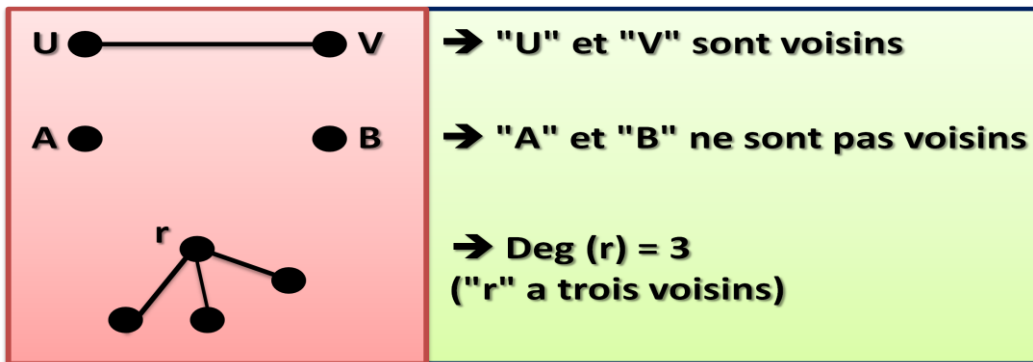 U V ➔ "U" et "V" sont voisins
A B ➔ "A" et "B" ne sont pas voisins
r
➔ Deg (r) = 3
("r" a trois voisins)